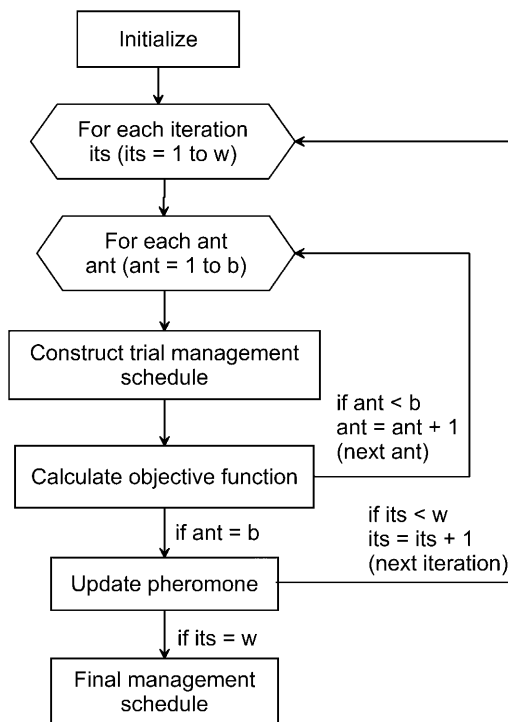 Initialize
For each iteration
its (its = 1 to w)
For each ant
ant (ant = 1 to b)
Construct trial management
schedule
if ant < b
ant = ant + 1
(next ant)
Calculate objective function
if ant = b
if its < w
its = its + 1
(next iteration)
Update pheromone
if its = w
Final management
schedule